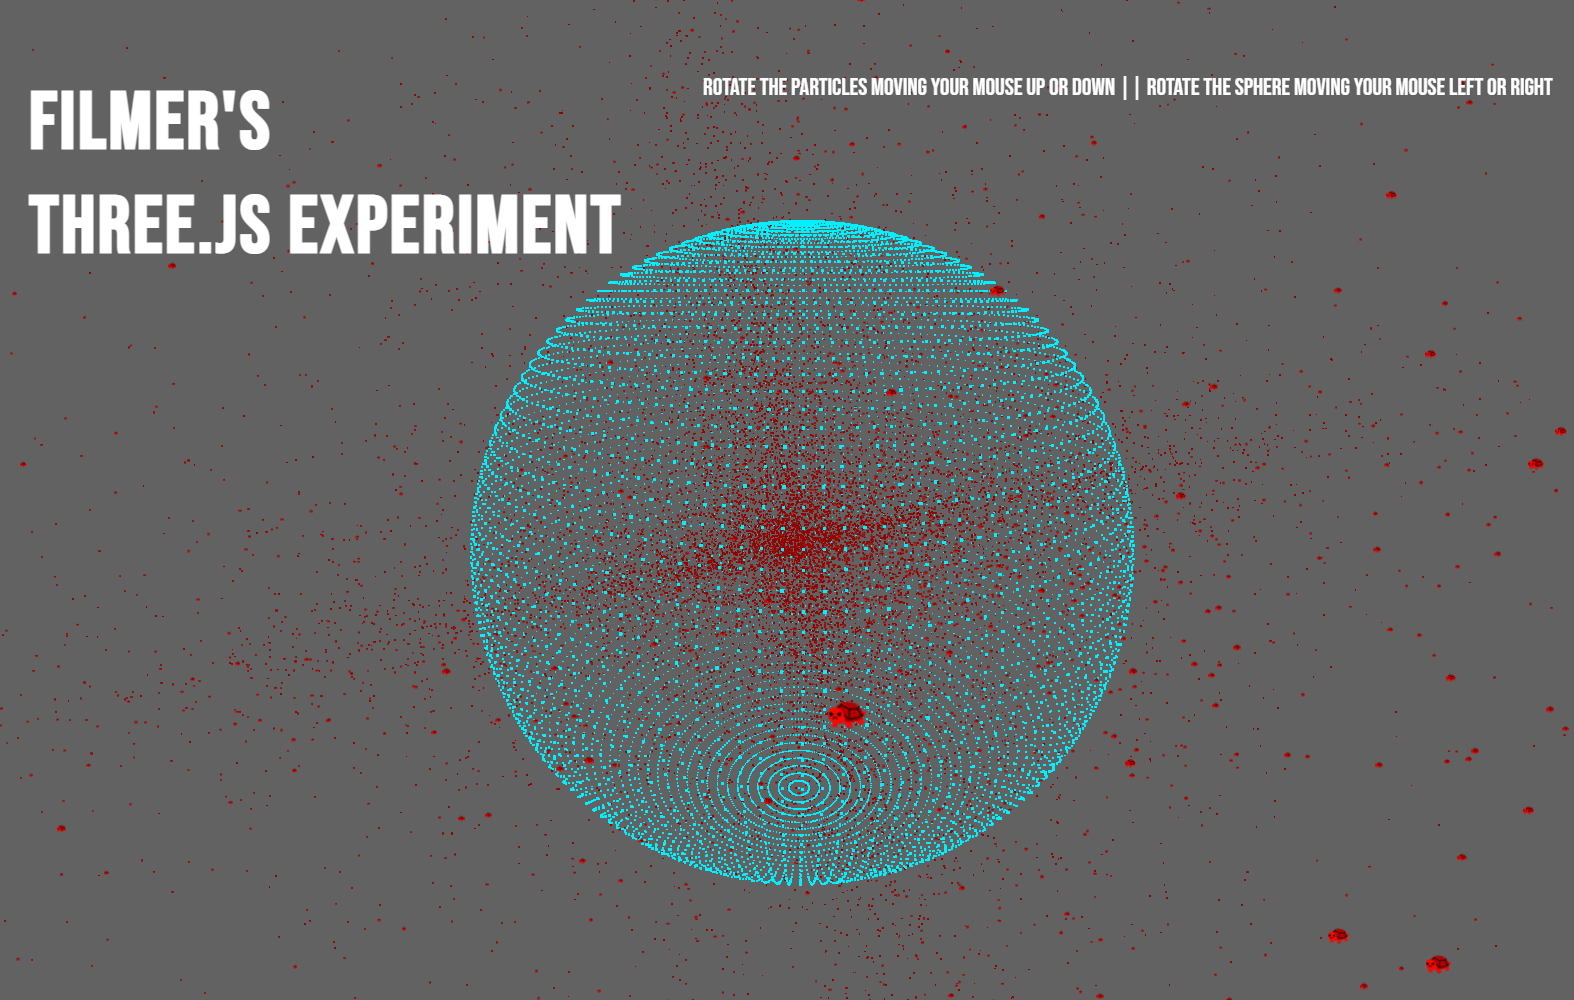 FILMER'S
THREE.JS EXPERIMENT
ROTATE THE PARTICLES MOVING YOUR MOUSE UP OR DOWN || ROTATE THE SPHERE MOVING YOUR MOUSE LEFT OR RIGHT